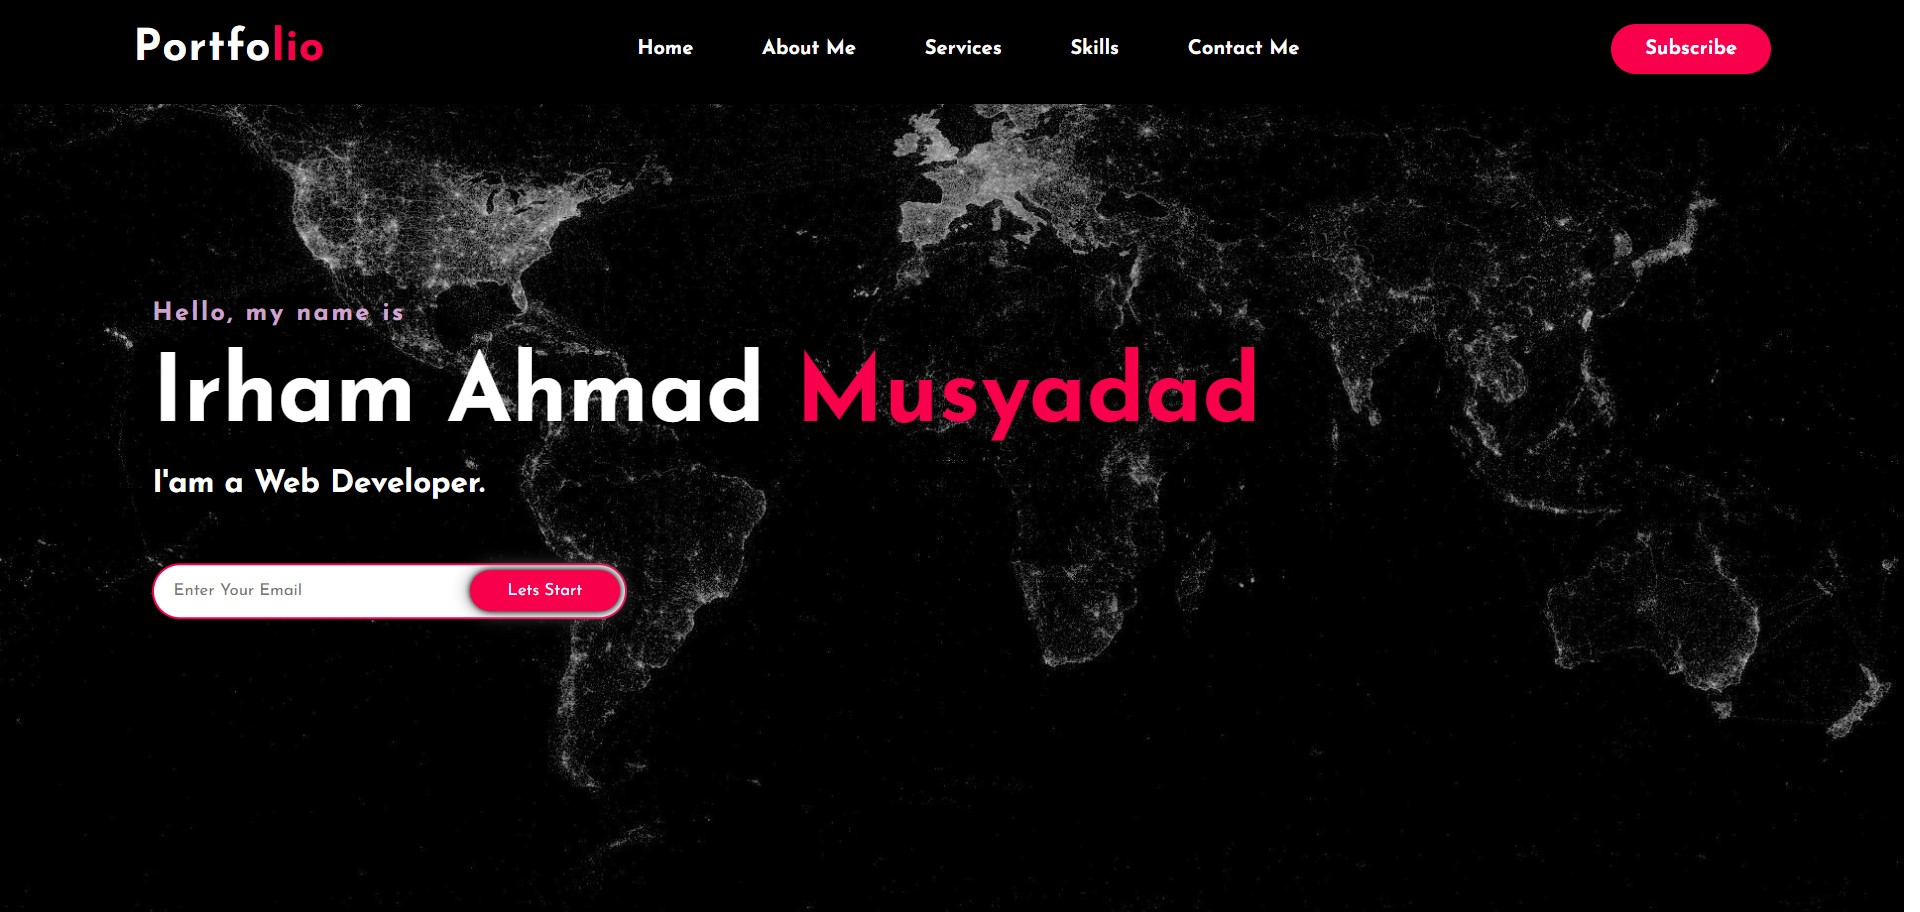 Portfolio
Home
About Me
Services
Skills
Contact Me
Subscribe
Hello, my name is
Irham Ahmad Musyadad
I'am a Web Developer.
Enter Your Email
Lets Start